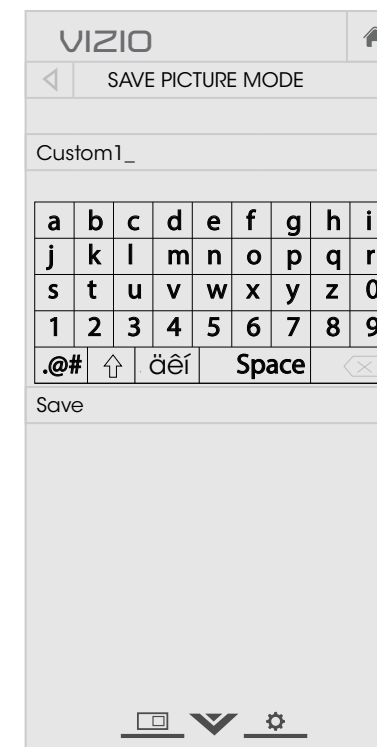 VIZIO
SAVE PICTURE MODE
Custom1_
a b c d e f g h i
j k l m n o p q r
s t u v w x y z 0
1 2 3 4 5 6 7 8 9
.@# äêí Space
Save